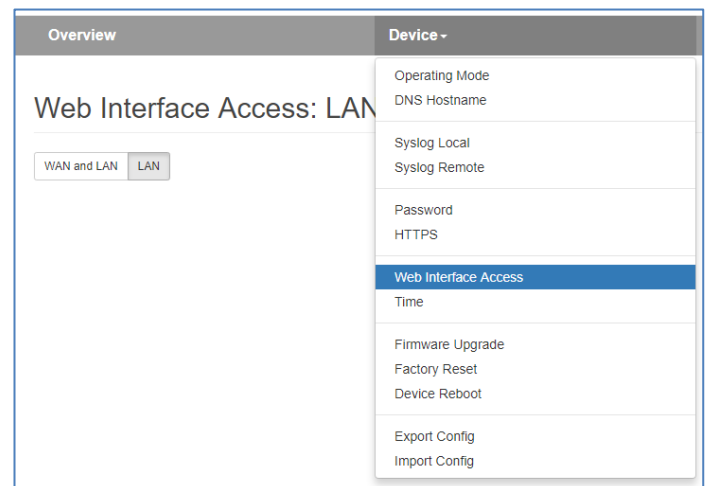 Overview
Device
Web Interface Access: LAN
WAN and LAN
LAN
Operating Mode
DNS Hostname
Syslog Local
Syslog Remote
Password
HTTPS
Web Interface Access
Time
Firmware Upgrade
Factory Reset
Device Reboot
Export Config
Import Config